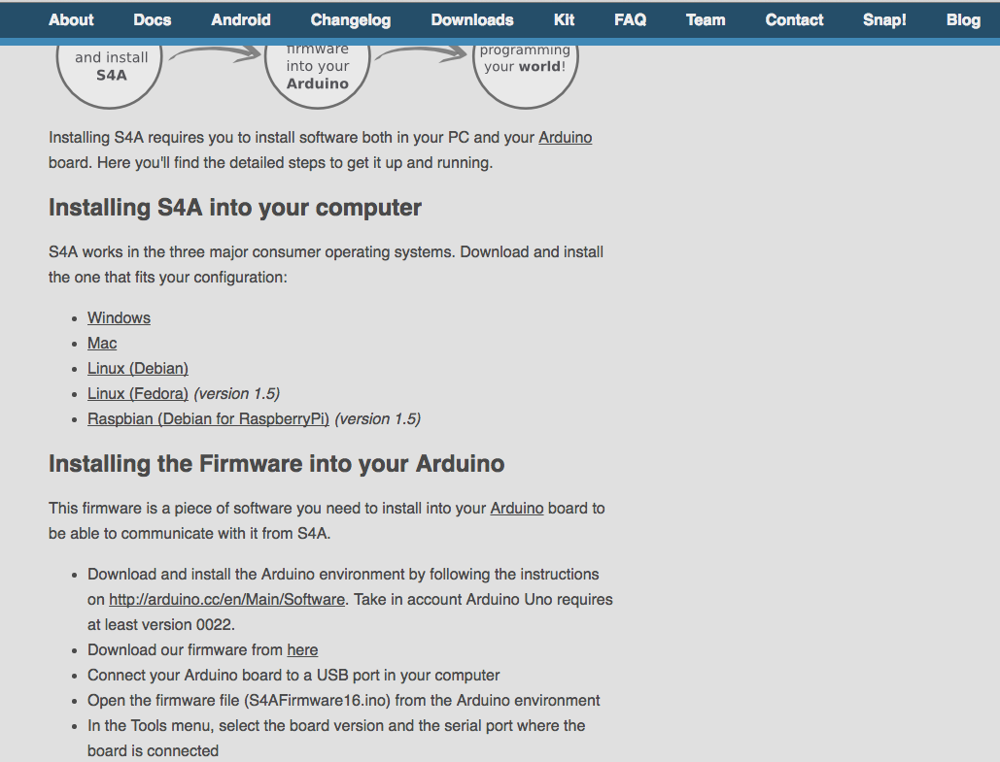 About Docs Android Changelog Downloads Kit FAQ Team Contact Snap! Blog
and install
S4A
firmware
into your
Arduino
programming
your world!
Installing S4A requires you to install software both in your PC and your Arduino
board. Here you'll find the detailed steps to get it up and running.
Installing S4A into your computer
S4A works in the three major consumer operating systems. Download and install
the one that fits your configuration:
• Windows
• Mac
• Linux (Debian)
• Linux (Fedora) (version 1.5)
• Raspbian (Debian for RaspberryPi) (version 1.5)
Installing the Firmware into your Arduino
This firmware is a piece of software you need to install into your Arduino board to
be able to communicate with it from S4A.
• Download and install the Arduino environment by following the instructions
on http://arduino.cc/en/Main/Software. Take in account Arduino Uno requires
at least version 0022.
• Download our firmware from here
• Connect your Arduino board to a USB port in your computer
• Open the firmware file (S4AFirmware16.ino) from the Arduino environment
• In the Tools menu, select the board version and the serial port where the
board is connected